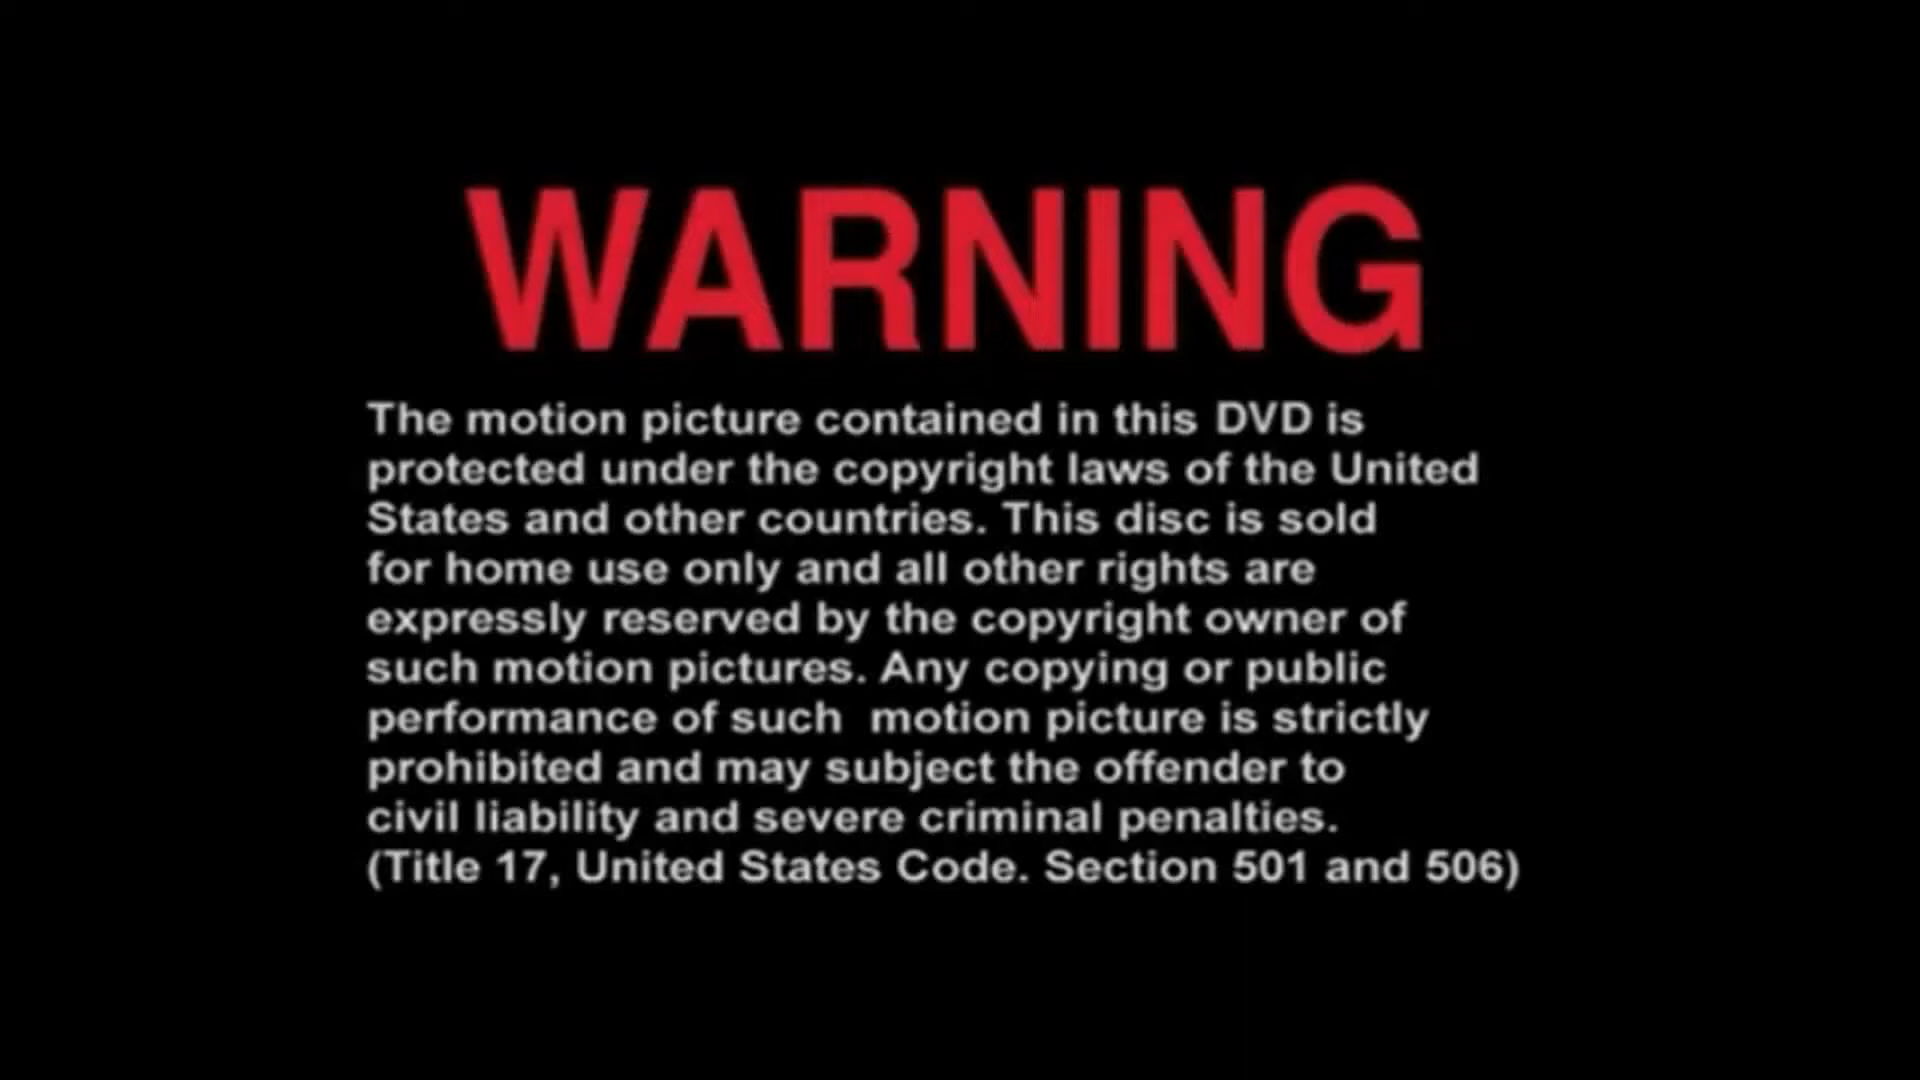 WARNING
The motion picture contained in this DVD is
protected under the copyright laws of the United
States and other countries. This disc is sold
for home use only and all other rights are
expressly reserved by the copyright owner of
such motion pictures. Any copying or public
performance of such  motion picture is strictly
prohibited and may subject the offender to
civil liability and severe criminal penalties.
(Title 17, United States Code. Section 501 and 506)